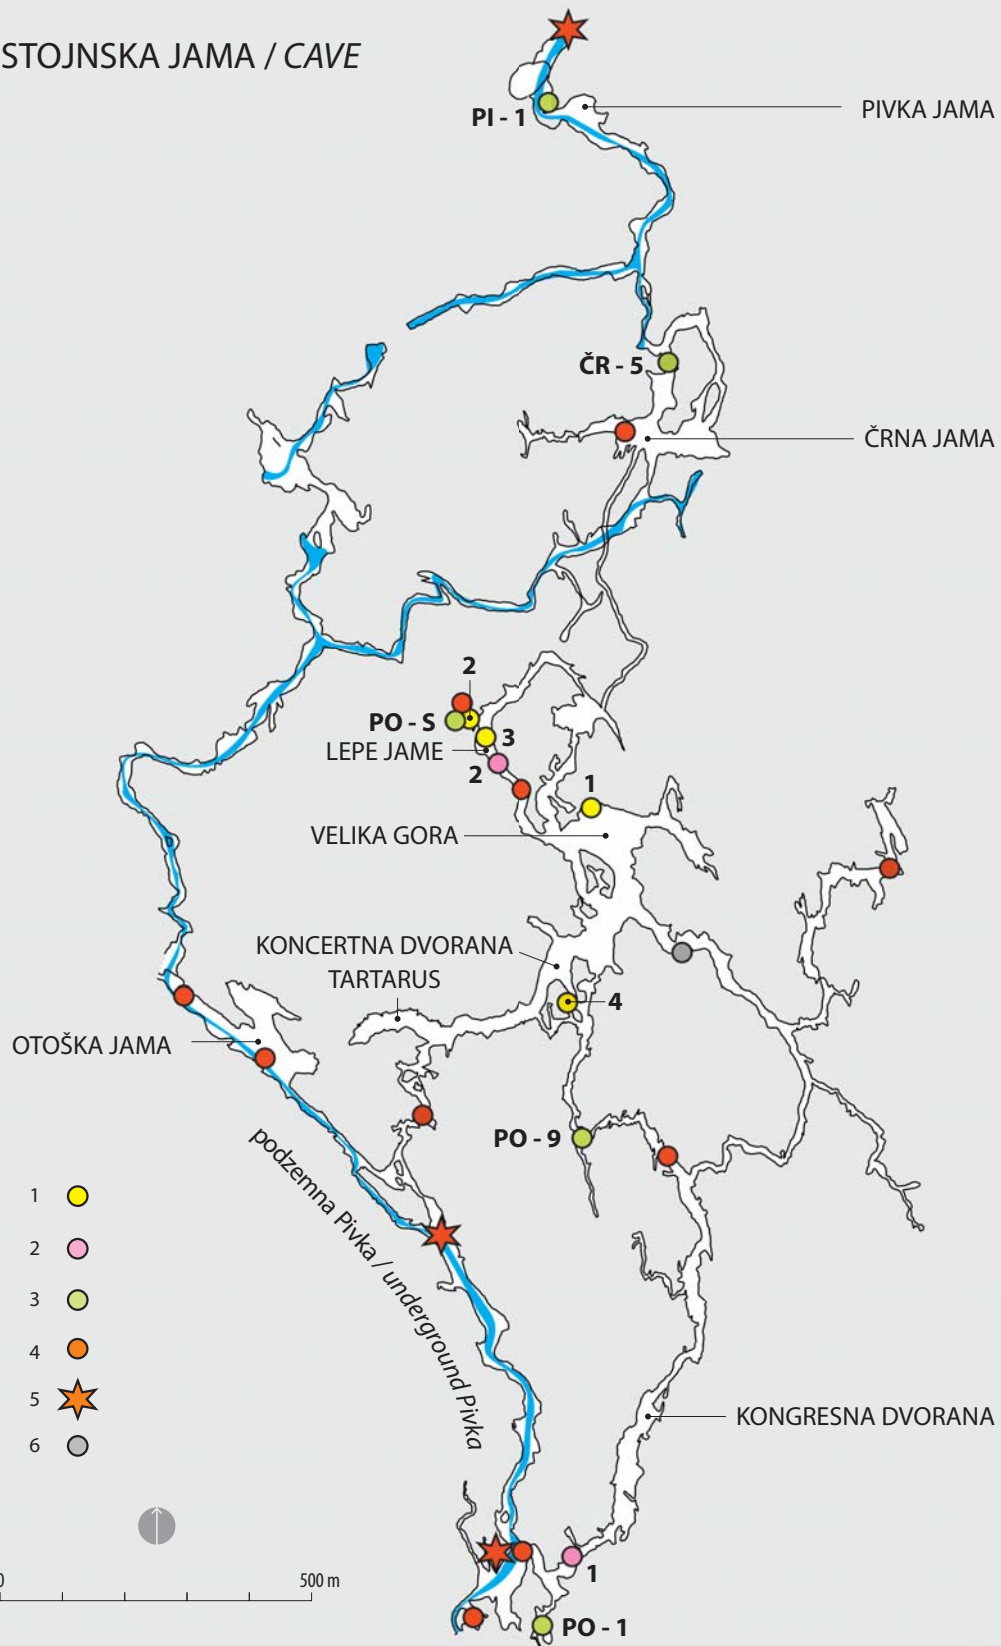 STOJNSKA JAMA / CAVE
PI - 1
PIVKA JAMA
ČR - 5
ČRNA JAMA
2
PO - S
3
LEPE JAME
2
1
VELIKA GORA
KONCERTNA DVORANA
TARTARUS
4
OTOŠKA JAMA
PO - 9
podzemna Pivka / underground Pivka
1
2
3
4
5
6
KONGRESNA DVORANA
0
500 m
1
PO - 1